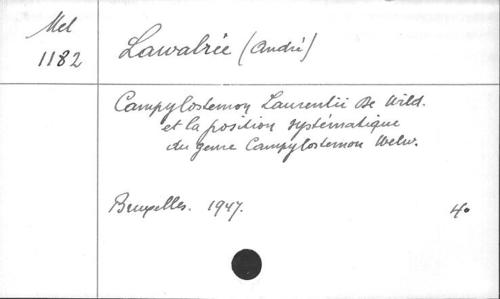 Mel
1182
Lawalrée (André)
Campylostemon Laurentii De Wild.
et la position systématique
du genre Campylostemon Welw.
Bruxelles. 1947.
4°